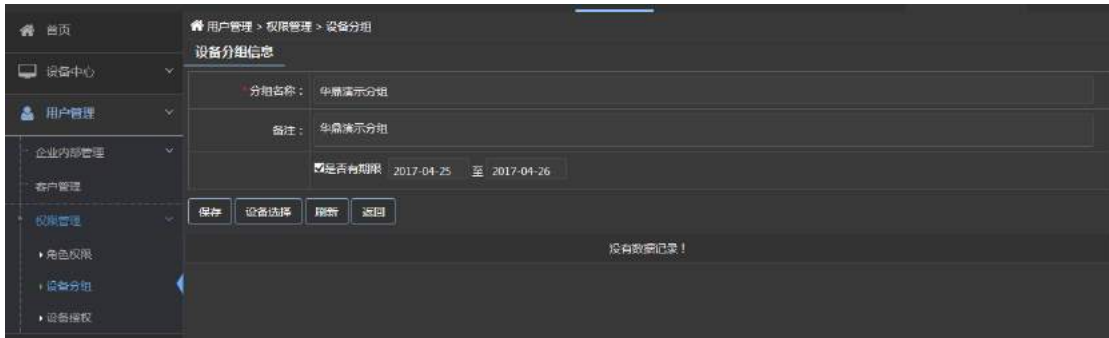 首页
设备中心
用户管理
企业内部管理
客户管理
权限管理
角色权限
设备分组
设备授权
用户管理 > 权限管理 > 设备分组
设备分组信息
*分组名称： 华鼎演示分组
备注： 华鼎演示分组
是否有期限 2017-04-25 至 2017-04-26
保存 设备选择 刷新 返回
没有数据记录！